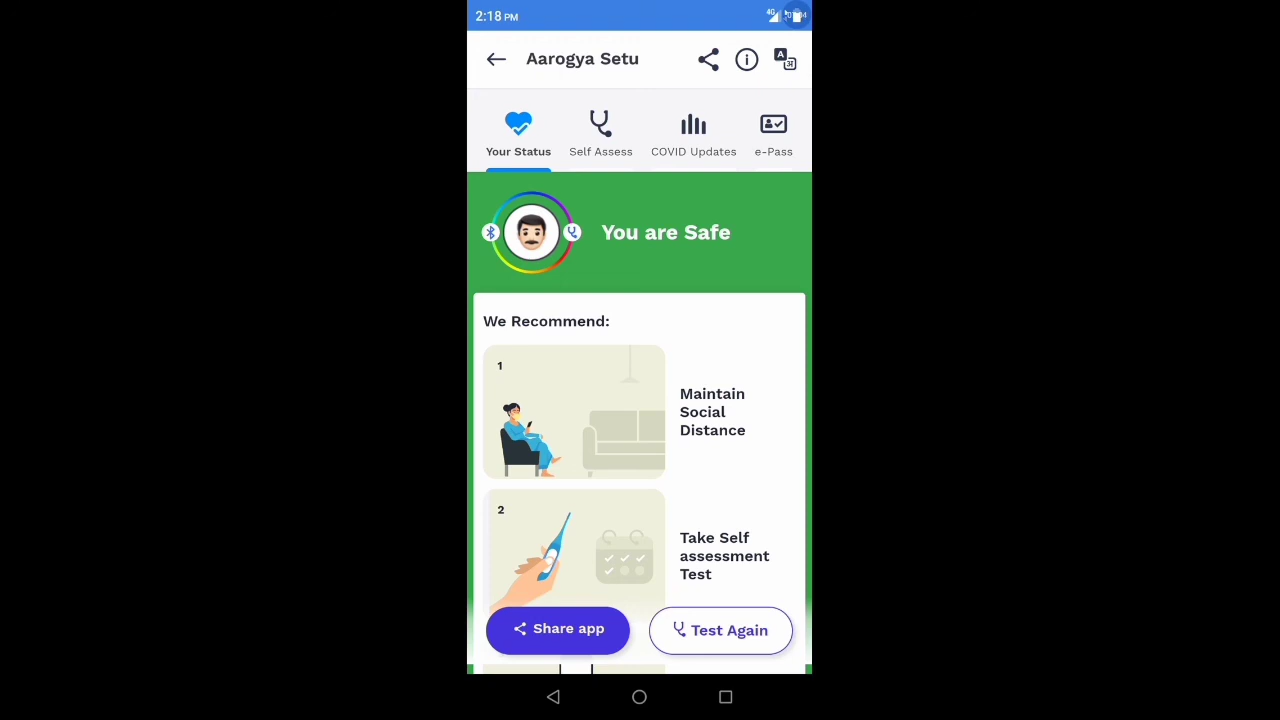 2:18 PM
4G
Aarogya Setu
A
अ
Your Status
Self Assess
COVID Updates
e-Pass
You are Safe
We Recommend:
1
Maintain
Social
Distance
2
Take Self
assessment
Test
Share app
Test Again